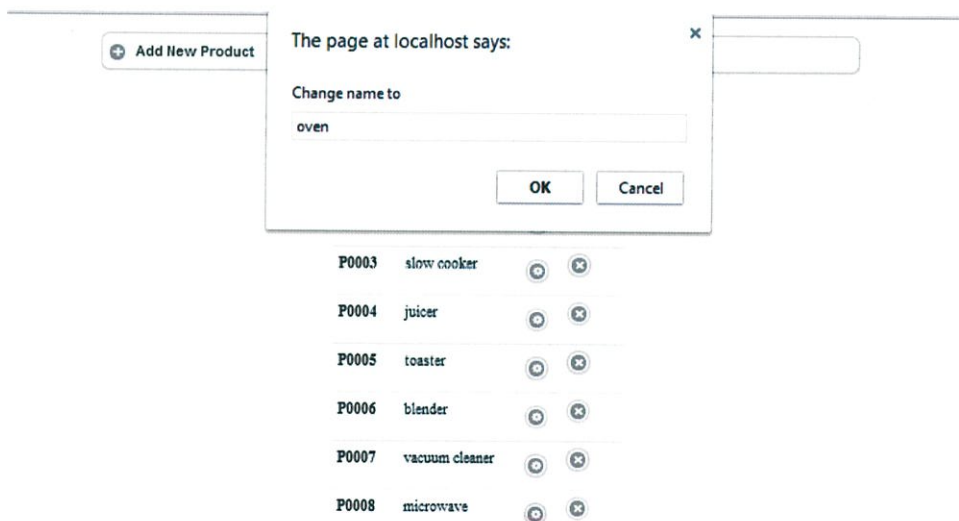 The page at localhost says:
Add New Product
Change name to
oven
OK Cancel
P0003 slow cooker
P0004 juicer
P0005 toaster
P0006 blender
P0007 vacuum cleaner
P0008 microwave